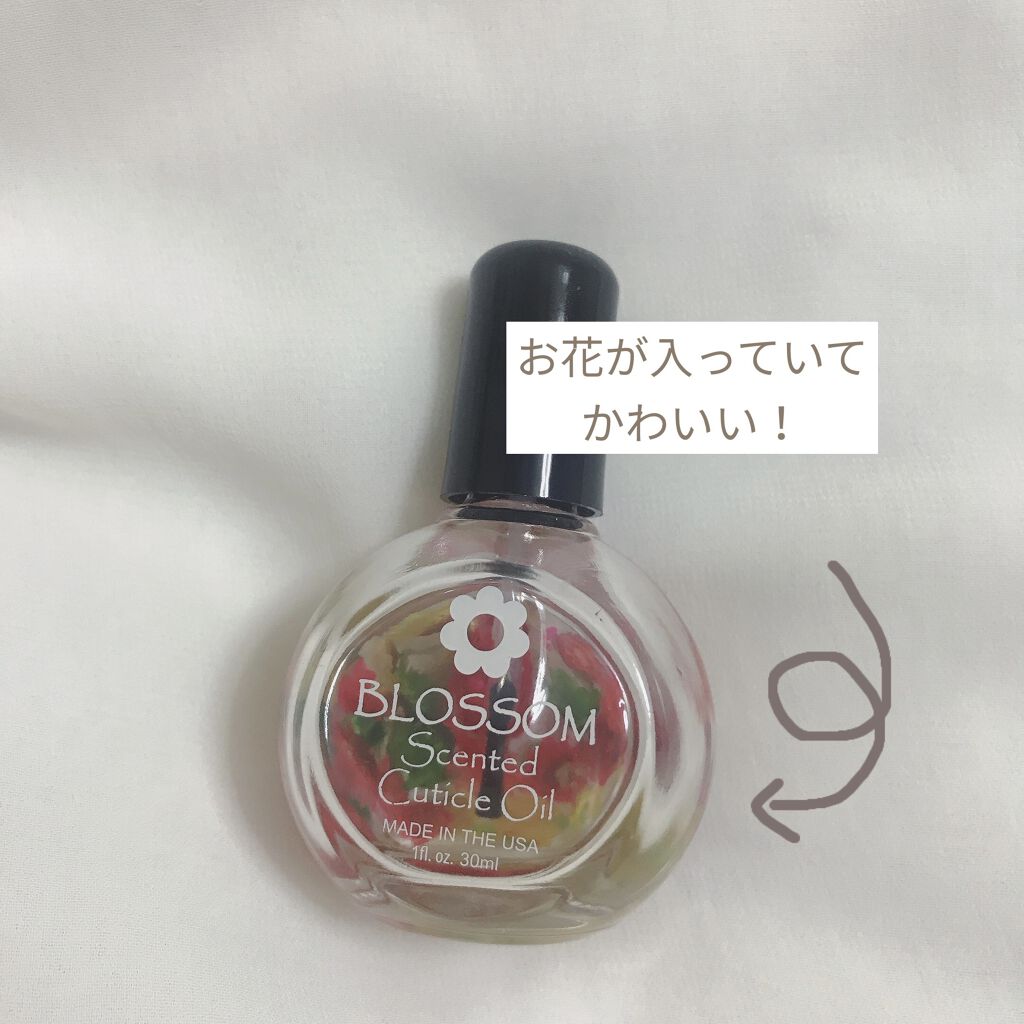 お花が入っていて
かわいい！
BLOSSOM
Scented
Cuticle Oil
MADE IN THE USA
1fl. oz. 30ml